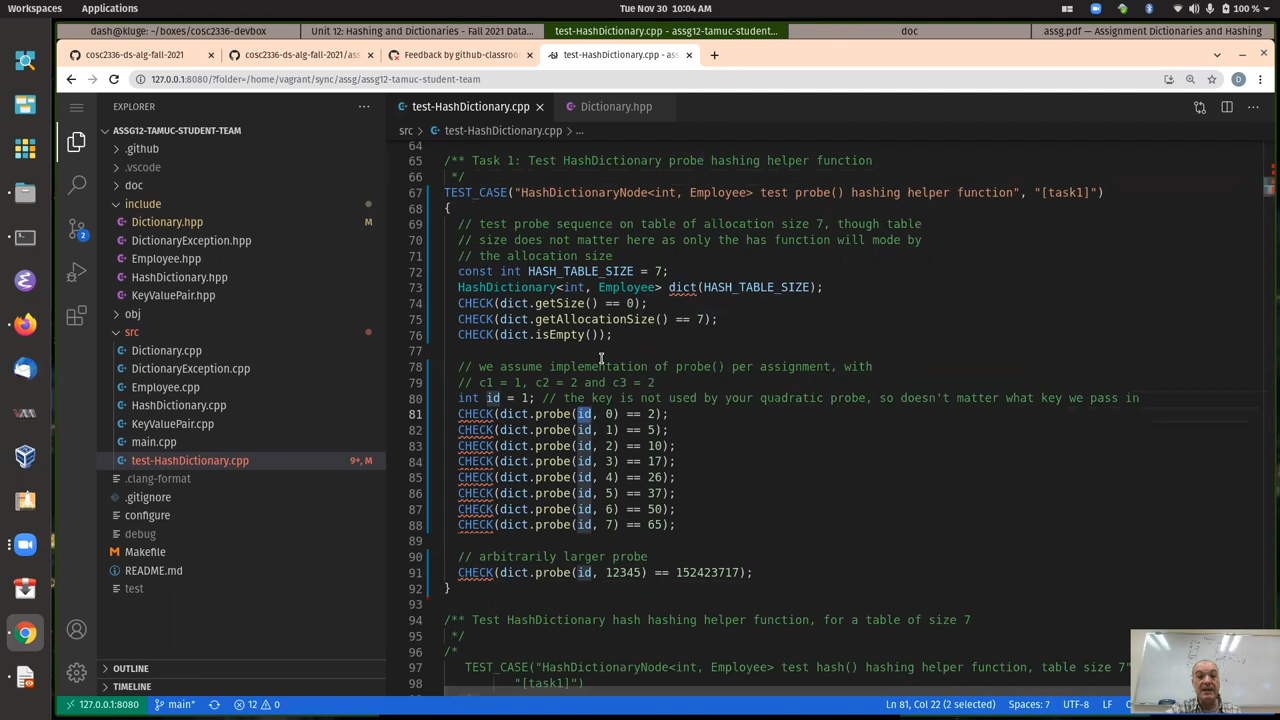 Workspaces
Applications
Tue Nov 30 10:04 AM
100 %
dash@kluge: ~/boxes/cosc2336-devbox
Unit 12: Hashing and Dictionaries - Fall 2021 Data...
test-HashDictionary.cpp - assg12-tamuc-student...
doc
assg.pdf — Assignment Dictionaries and Hashing
cosc2336-ds-alg-fall-2021
cosc2336-ds-alg-fall-2021/as
Feedback by github-classroo
test-HashDictionary.cpp - as
127.0.0.1:8080/?folder=/home/vagrant/sync/assg/assg12-tamuc-student-team
D
EXPLORER
test-HashDictionary.cpp
Dictionary.hpp
ASSG12-TAMUC-STUDENT-TEAM
src > test-HashDictionary.cpp > ...
.github
.vscode
doc
include
Dictionary.hpp M
DictionaryException.hpp
Employee.hpp
HashDictionary.hpp
KeyValuePair.hpp
obj
src
Dictionary.cpp
DictionaryException.cpp
Employee.cpp
HashDictionary.cpp
KeyValuePair.cpp
main.cpp
test-HashDictionary.cpp 9+, M
.clang-format
.gitignore
configure
debug
Makefile
README.md
test
OUTLINE
TIMELINE
2
64
65 /** Task 1: Test HashDictionary probe hashing helper function
66 */
67 TEST_CASE("HashDictionaryNode<int, Employee> test probe() hashing helper function", "[task1]")
68 {
69 // test probe sequence on table of allocation size 7, though table
70 // size does not matter here as only the has function will mode by
71 // the allocation size
72 const int HASH_TABLE_SIZE = 7;
73 HashDictionary<int, Employee> dict(HASH_TABLE_SIZE);
74 CHECK(dict.getSize() == 0);
75 CHECK(dict.getAllocationSize() == 7);
76 CHECK(dict.isEmpty());
77
78 // we assume implementation of probe() per assignment, with
79 // c1 = 1, c2 = 2 and c3 = 2
80 int id = 1; // the key is not used by your quadratic probe, so doesn't matter what key we pass in
81 CHECK(dict.probe(id, 0) == 2);
82 CHECK(dict.probe(id, 1) == 5);
83 CHECK(dict.probe(id, 2) == 10);
84 CHECK(dict.probe(id, 3) == 17);
85 CHECK(dict.probe(id, 4) == 26);
86 CHECK(dict.probe(id, 5) == 37);
87 CHECK(dict.probe(id, 6) == 50);
88 CHECK(dict.probe(id, 7) == 65);
89
90 // arbitrarily larger probe
91 CHECK(dict.probe(id, 12345) == 152423717);
92 }
93
94 /** Test HashDictionary hash hashing helper function, for a table of size 7
95 */
96 /*
97 TEST_CASE("HashDictionaryNode<int, Employee> test hash() hashing helper function, table size 7"
98 "[task1]")
127.0.0.1:8080
main*
12 0
Ln 81, Col 22 (2 selected)
Spaces: 7
UTF-8
LF